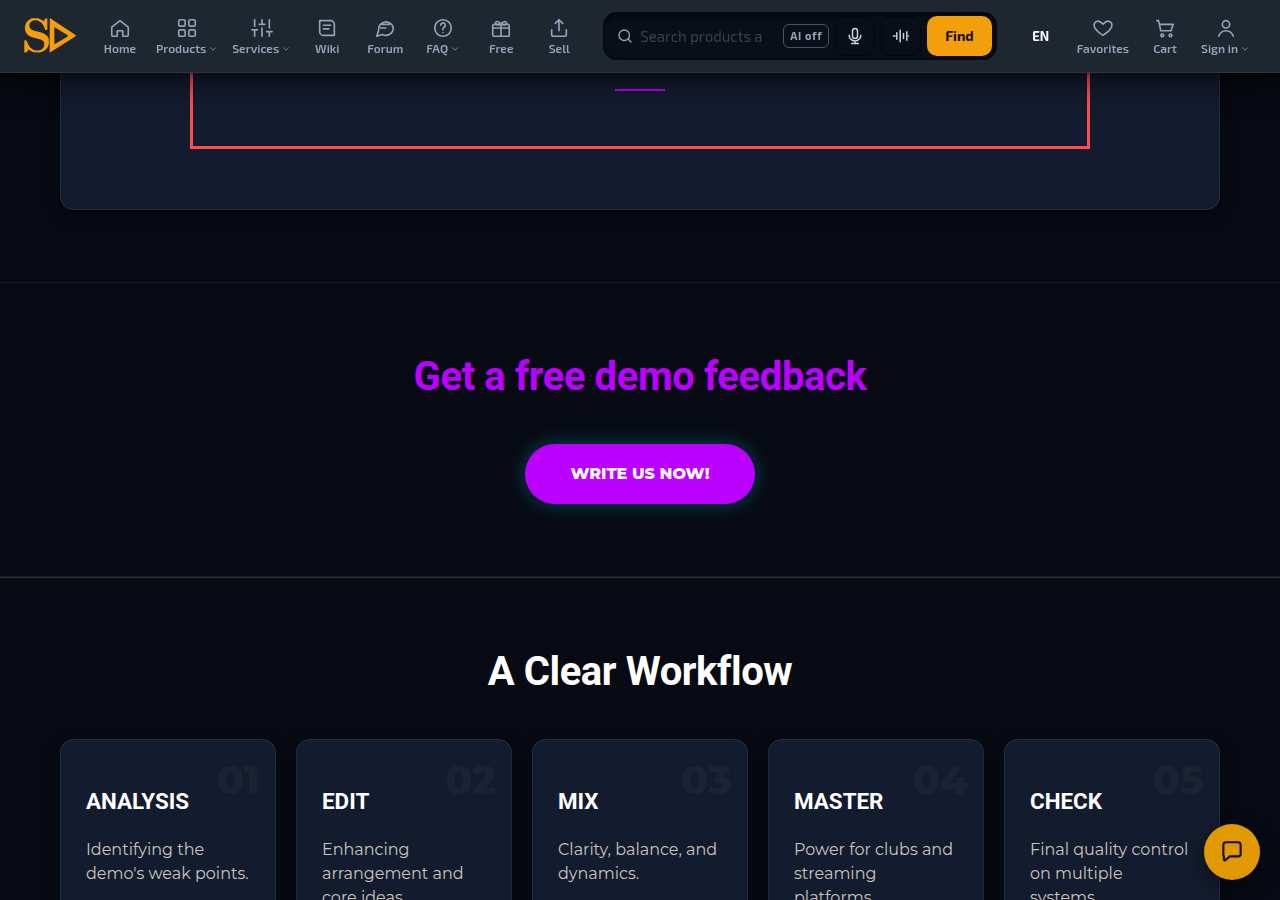 SD
Home
Products
Services
Wiki
Forum
FAQ
Free
Sell
Search products a
AI off
Find
EN
Favorites
Cart
Sign in
Get a free demo feedback
WRITE US NOW!
A Clear Workflow
01
ANALYSIS
Identifying the
demo's weak points.
02
EDIT
Enhancing
arrangement and
core ideas.
03
MIX
Clarity, balance, and
dynamics.
04
MASTER
Power for clubs and
streaming
platforms.
05
CHECK
Final quality control
on multiple
systems.